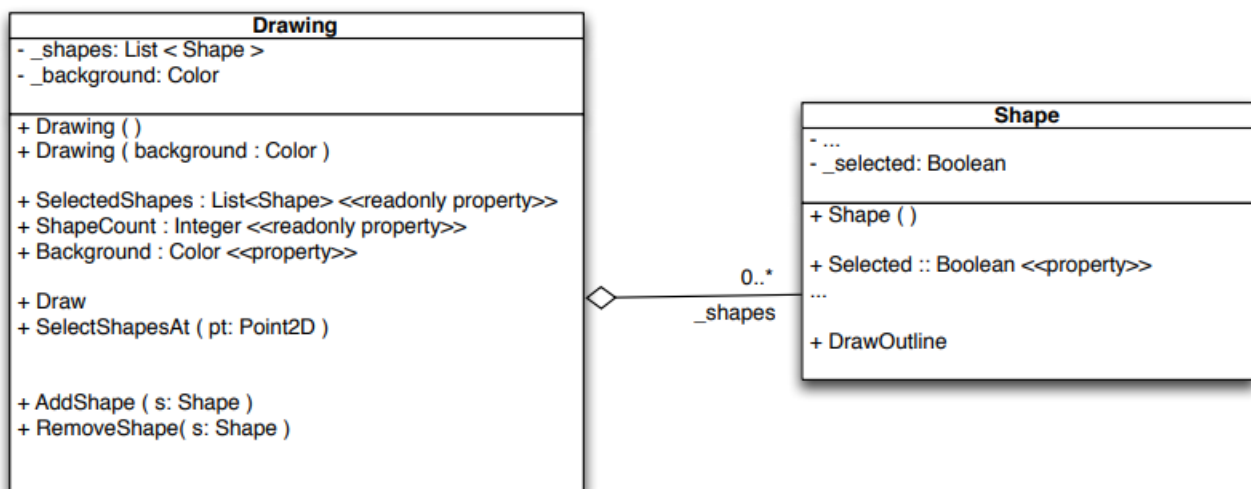 Drawing
- _shapes: List < Shape >
- _background: Color
+ Drawing ( )
+ Drawing ( background : Color )
+ SelectedShapes : List<Shape> <<readonly property>>
+ ShapeCount : Integer <<readonly property>>
+ Background : Color <<property>>
+ Draw
+ SelectShapesAt ( pt: Point2D )
+ AddShape ( s: Shape )
+ RemoveShape( s: Shape )
0..*
_shapes
Shape
- ...
- _selected: Boolean
+ Shape ( )
+ Selected :: Boolean <<property>>
...
+ DrawOutline